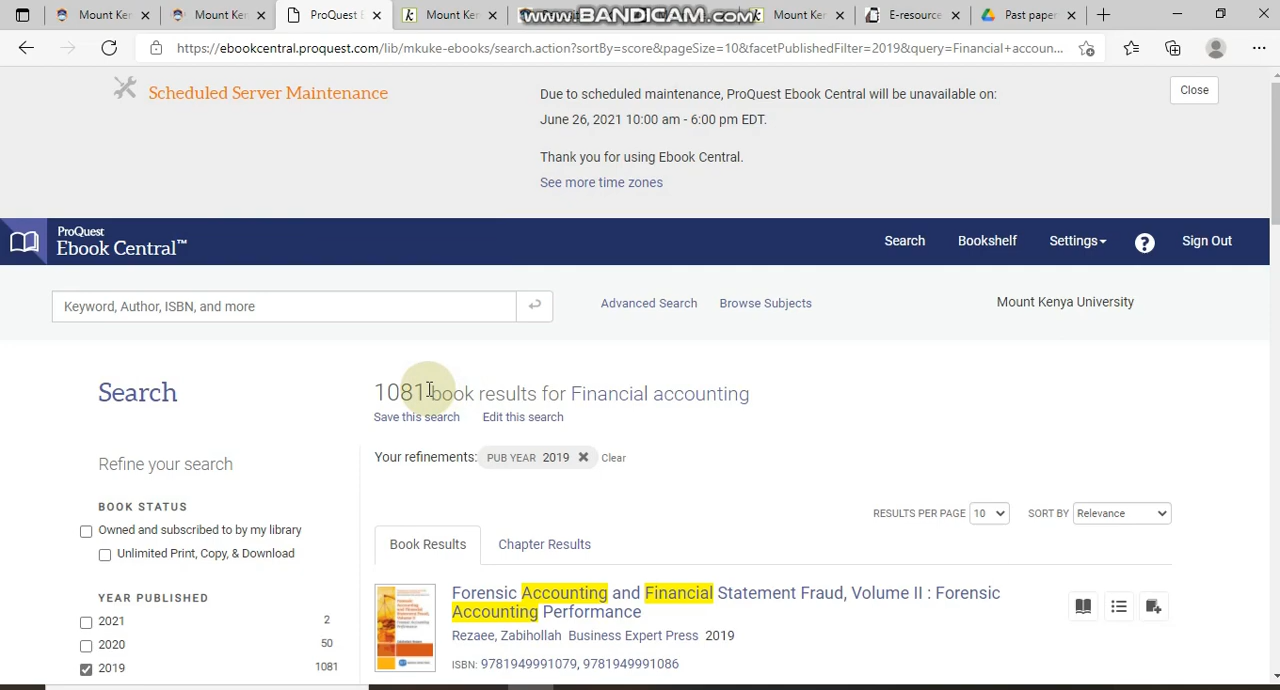 Mount Ker
Mount Ker
ProQuest E
Mount Ker
www.BANDICAM.com
Mount Ker
E-resource
Past paper
https://ebookcentral.proquest.com/lib/mkuke-ebooks/search.action?sortBy=score&pageSize=10&facetPublishedFilter=2019&query=Financial+accoun...
Scheduled Server Maintenance
Due to scheduled maintenance, ProQuest Ebook Central will be unavailable on:
Close
June 26, 2021 10:00 am - 6:00 pm EDT.
Thank you for using Ebook Central.
See more time zones
ProQuest
Ebook Central™
Search
Bookshelf
Settings
?
Sign Out
Keyword, Author, ISBN, and more
Advanced Search
Browse Subjects
Mount Kenya University
Search
1081 book results for Financial accounting
Save this search
Edit this search
Refine your search
Your refinements: PUB YEAR 2019 Clear
BOOK STATUS
RESULTS PER PAGE 10
SORT BY Relevance
Owned and subscribed to by my library
Unlimited Print, Copy, & Download
Book Results
Chapter Results
YEAR PUBLISHED
2021 2
2020 50
2019 1081
Forensic Accounting and Financial Statement Fraud, Volume II : Forensic
Accounting Performance
Rezaee, Zabihollah Business Expert Press 2019
ISBN: 9781949991079, 9781949991086